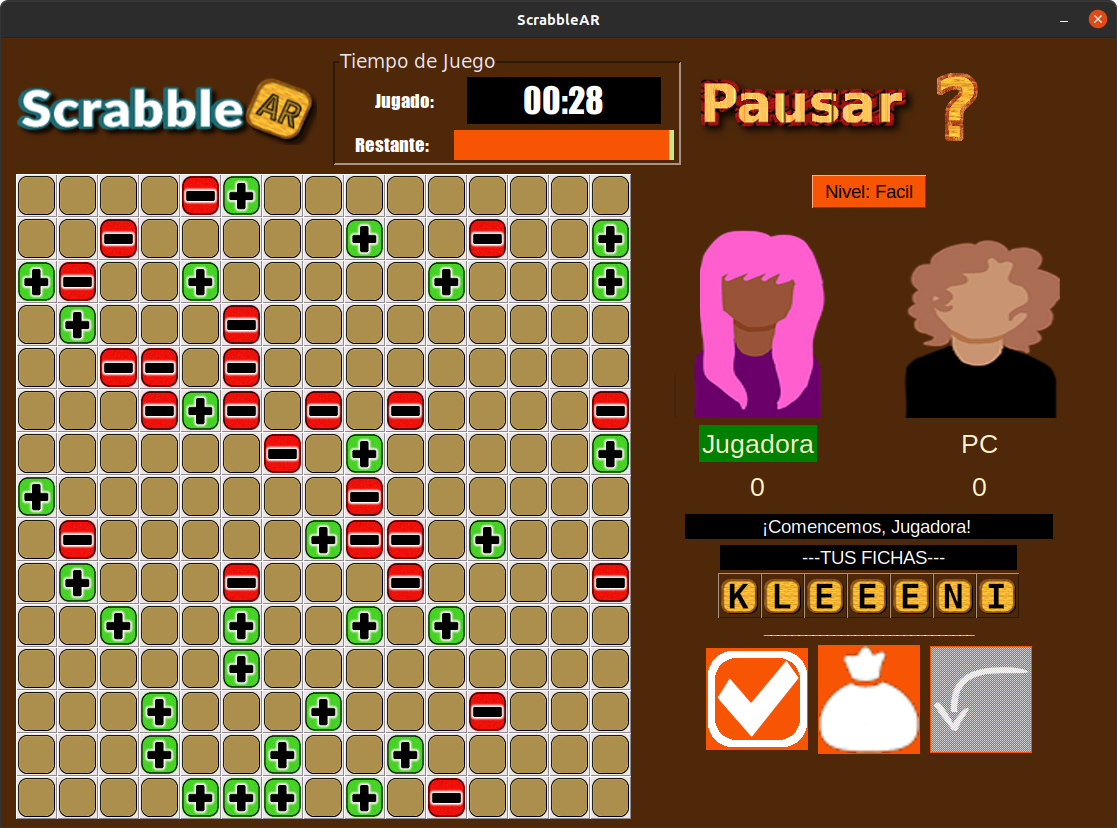 ScrabbleAR
Scrabble AR
Tiempo de Juego
Jugado: 00:28
Restante:
Pausar ?
Nivel: Facil
Jugadora PC
0 0
¡Comencemos, Jugadora!
---TUS FICHAS---
K L E E E N I